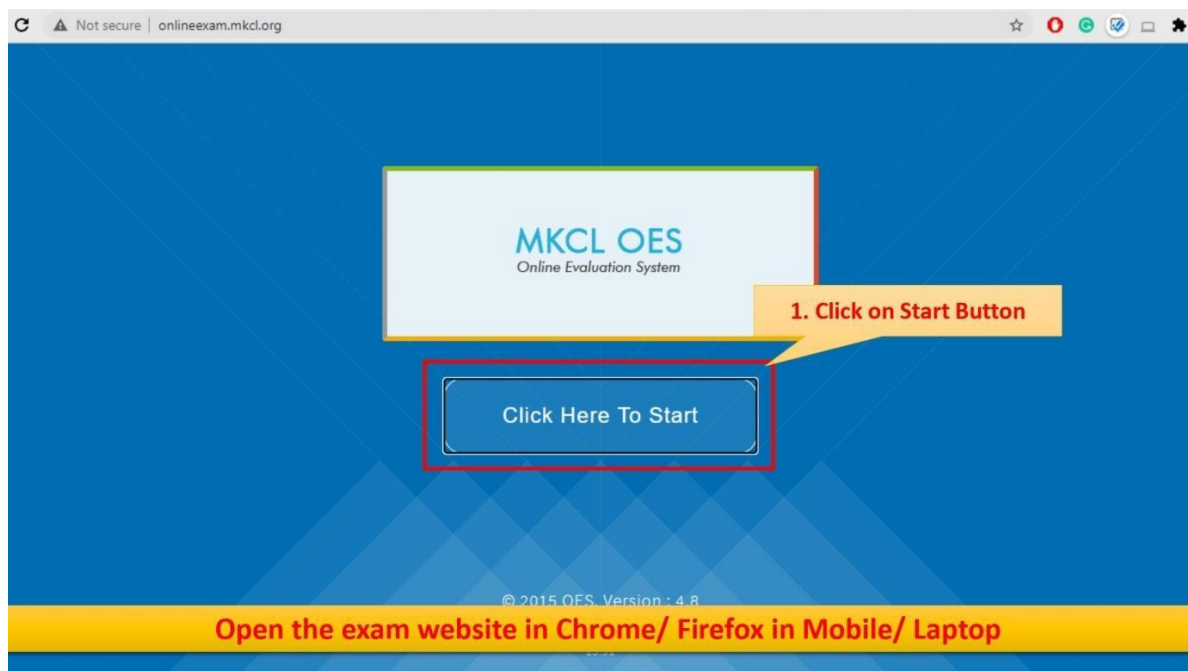 Not secure | onlineexam.mkcl.org
MKCL OES
Online Evaluation System
1. Click on Start Button
Click Here To Start
© 2015 OES, Version : 4.8
Open the exam website in Chrome/ Firefox in Mobile/ Laptop